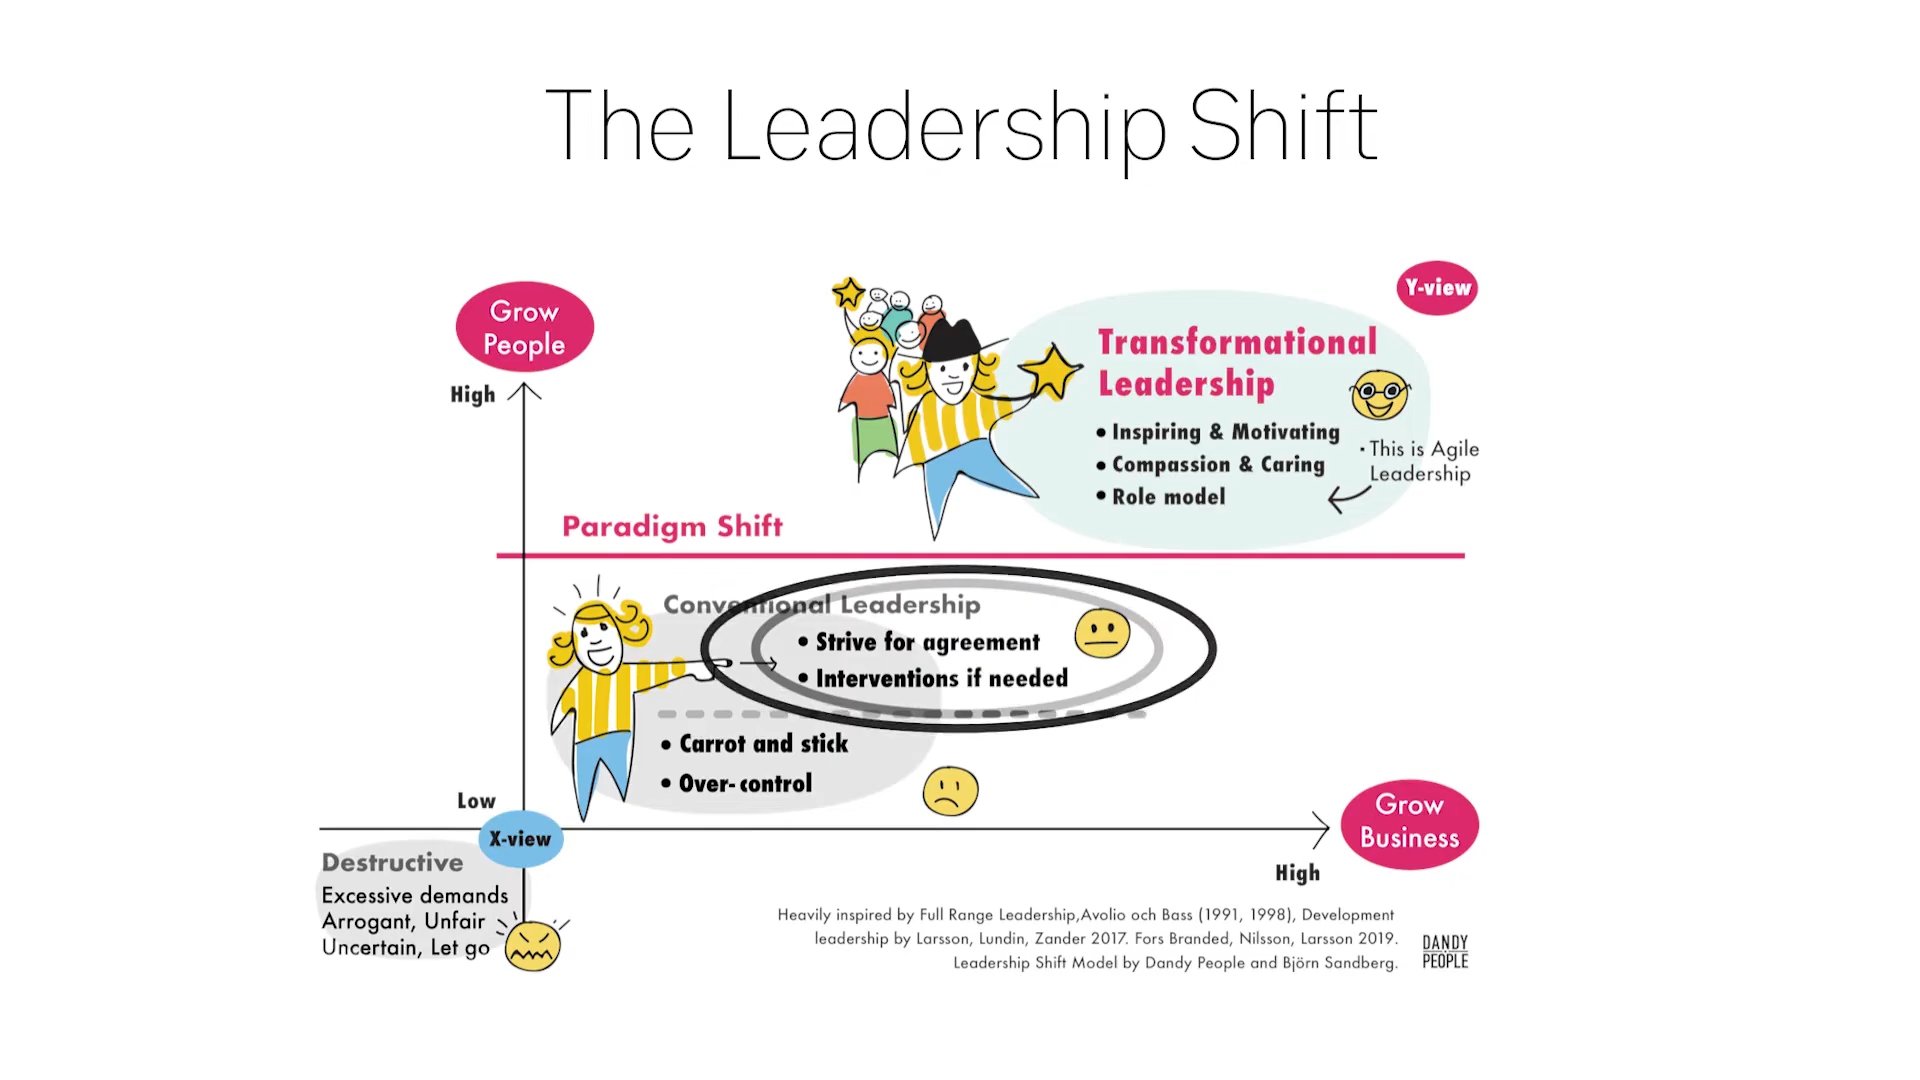 The Leadership Shift
Y-view
Grow
People
High
Transformational
Leadership
• Inspiring & Motivating
• Compassion & Caring
• Role model
• This is Agile
Leadership
Paradigm Shift
Conventional Leadership
• Strive for agreement
• Interventions if needed
• Carrot and stick
• Over-control
Low
X-view
Grow
Business
High
Destructive
Excessive demands
Arrogant, Unfair
Uncertain, Let go
Heavily inspired by Full Range Leadership,Avolio och Bass (1991, 1998), Development
leadership by Larsson, Lundin, Zander 2017. Fors Branded, Nilsson, Larsson 2019.
Leadership Shift Model by Dandy People and Björn Sandberg.
DANDY
PEOPLE